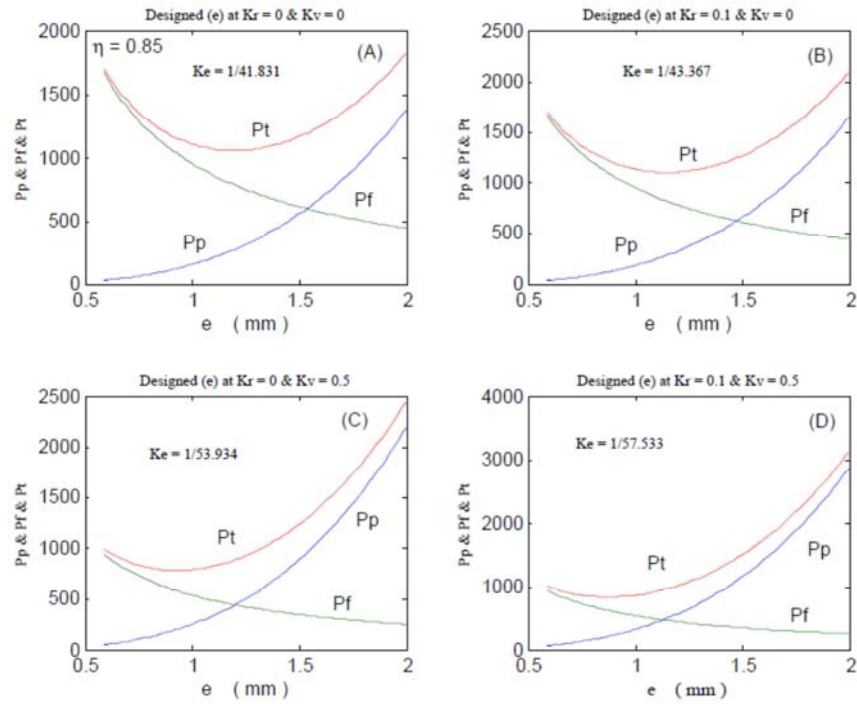 Designed (e) at Kr = 0 & Kv = 0
2000
η = 0.85
(A)
Ke = 1/41.831
1500
Pp & Pf & Pt
Pt
1000
Pf
500
Pp
0
0.5
1
1.5
2
e ( mm )
Designed (e) at Kr = 0.1 & Kv = 0
2500
(B)
2000
Ke = 1/43.367
Pp & Pf & Pt
1500
Pt
1000
Pf
500
Pp
0
0.5
1
1.5
2
e ( mm )
Designed (e) at Kr = 0 & Kv = 0.5
2500
(C)
2000
Ke = 1/53.934
Pp & Pf & Pt
1500
Pp
1000
Pt
500
Pf
0
0.5
1
1.5
2
e ( mm )
Designed (e) at Kr = 0.1 & Kv = 0.5
4000
(D)
Ke = 1/57.533
3000
Pp & Pf & Pt
Pp
2000
Pt
1000
Pf
0
0.5
1
1.5
2
e ( mm )